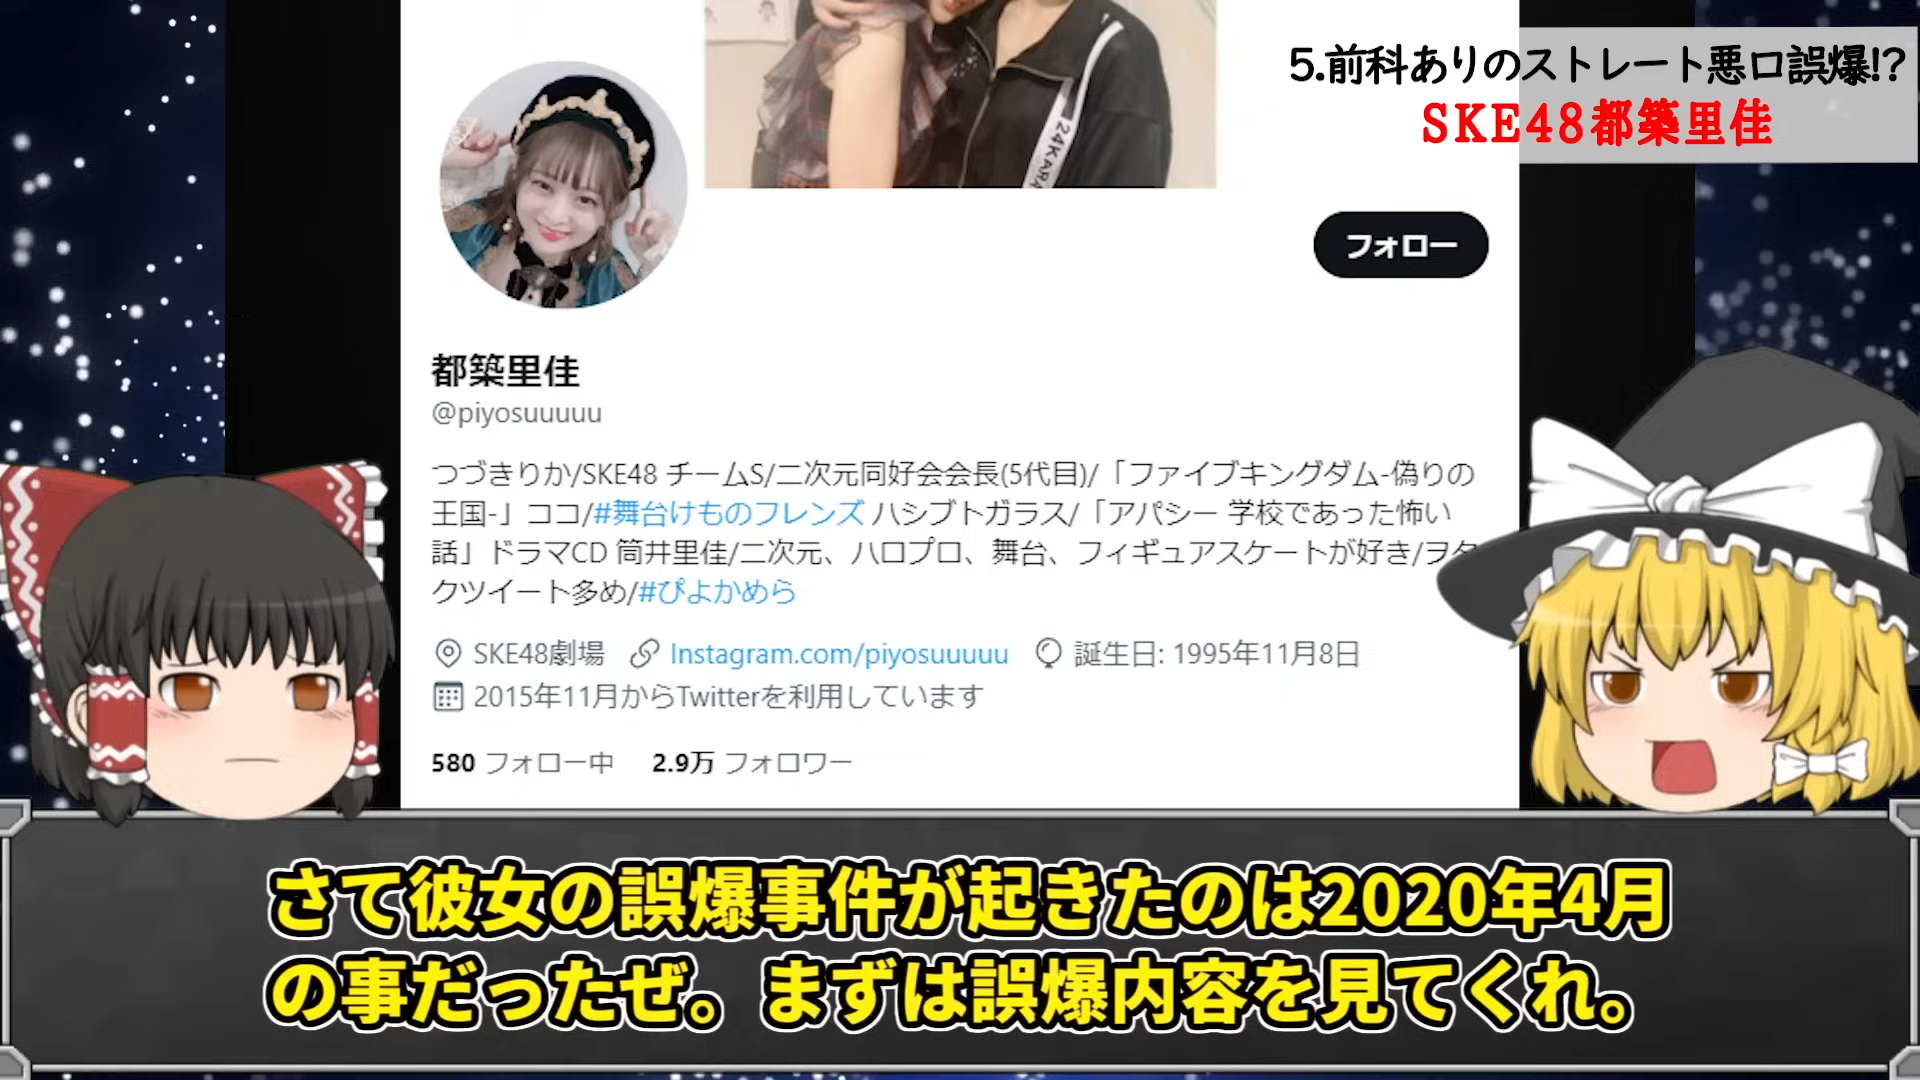 5.前科ありのストレート悪口誤爆!?
SKE48都築里佳
24KARA
フォロー
都築里佳
@piyosuuuuu
つづきりか/SKE48 チームS/二次元同好会会長(5代目)/「ファイブキングダム-偽りの
王国-」ココ/#舞台けものフレンズ ハシブトガラス/「アパシー 学校であった怖い
話」ドラマCD 筒井里佳/二次元、ハロプロ、舞台、フィギュアスケートが好き/ヲタ
クツイート多め/#ぴよかめら
SKE48劇場 Instagram.com/piyosuuuuu 誕生日: 1995年11月8日
2015年11月からTwitterを利用しています
580 フォロー中 2.9万 フォロワー
さて彼女の誤爆事件が起きたのは2020年4月
の事だったぜ。まずは誤爆内容を見てくれ。